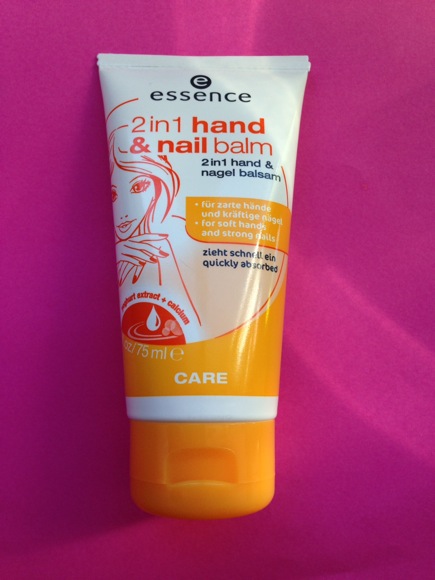 essence
2in1 hand
& nail balm
2in1 hand &
nagel balsam
• für zarte hände
und kräftige nägel
• for soft hands
and strong nails
zieht schnell ein
quickly absorbed
extract + calcium
oz/75 ml e
CARE